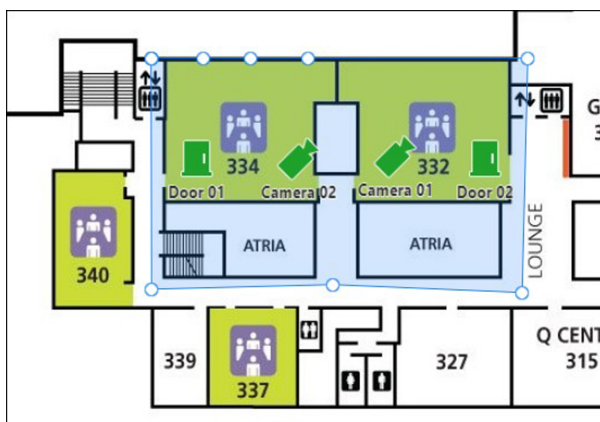 G
3
334
332
Door 01
Camera 02
Camera 01
Door 02
LOUNGE
ATRIA
ATRIA
340
339
337
327
Q CENT
315